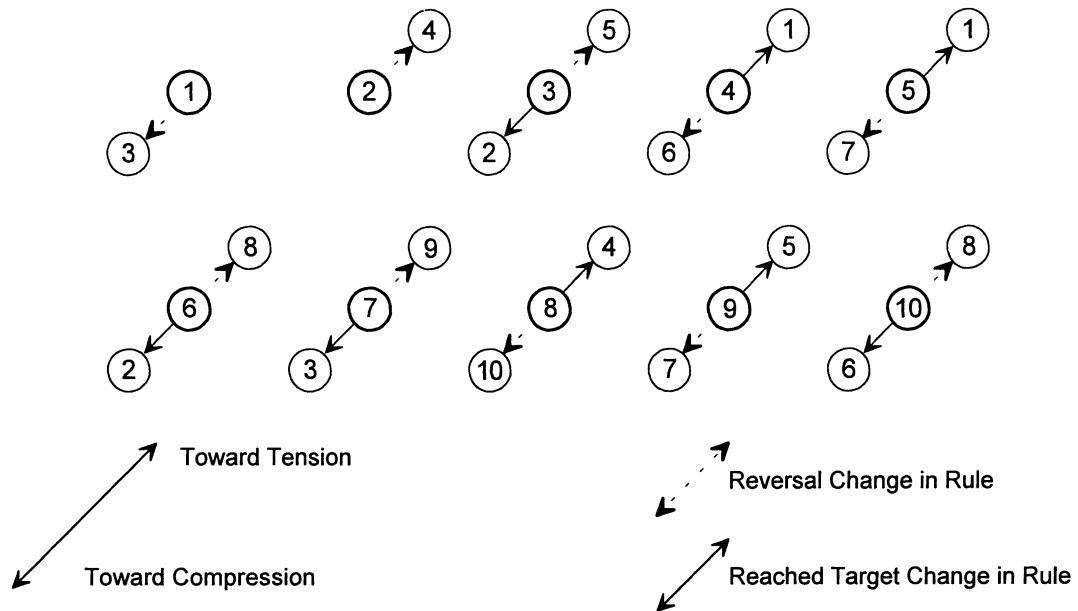 4 5 1 1
1 2 3 4 5
3 2 6 7
8 9 4 5 8
6 7 8 9 10
2 3 10 7 6
Toward Tension
Reversal Change in Rule
Toward Compression
Reached Target Change in Rule